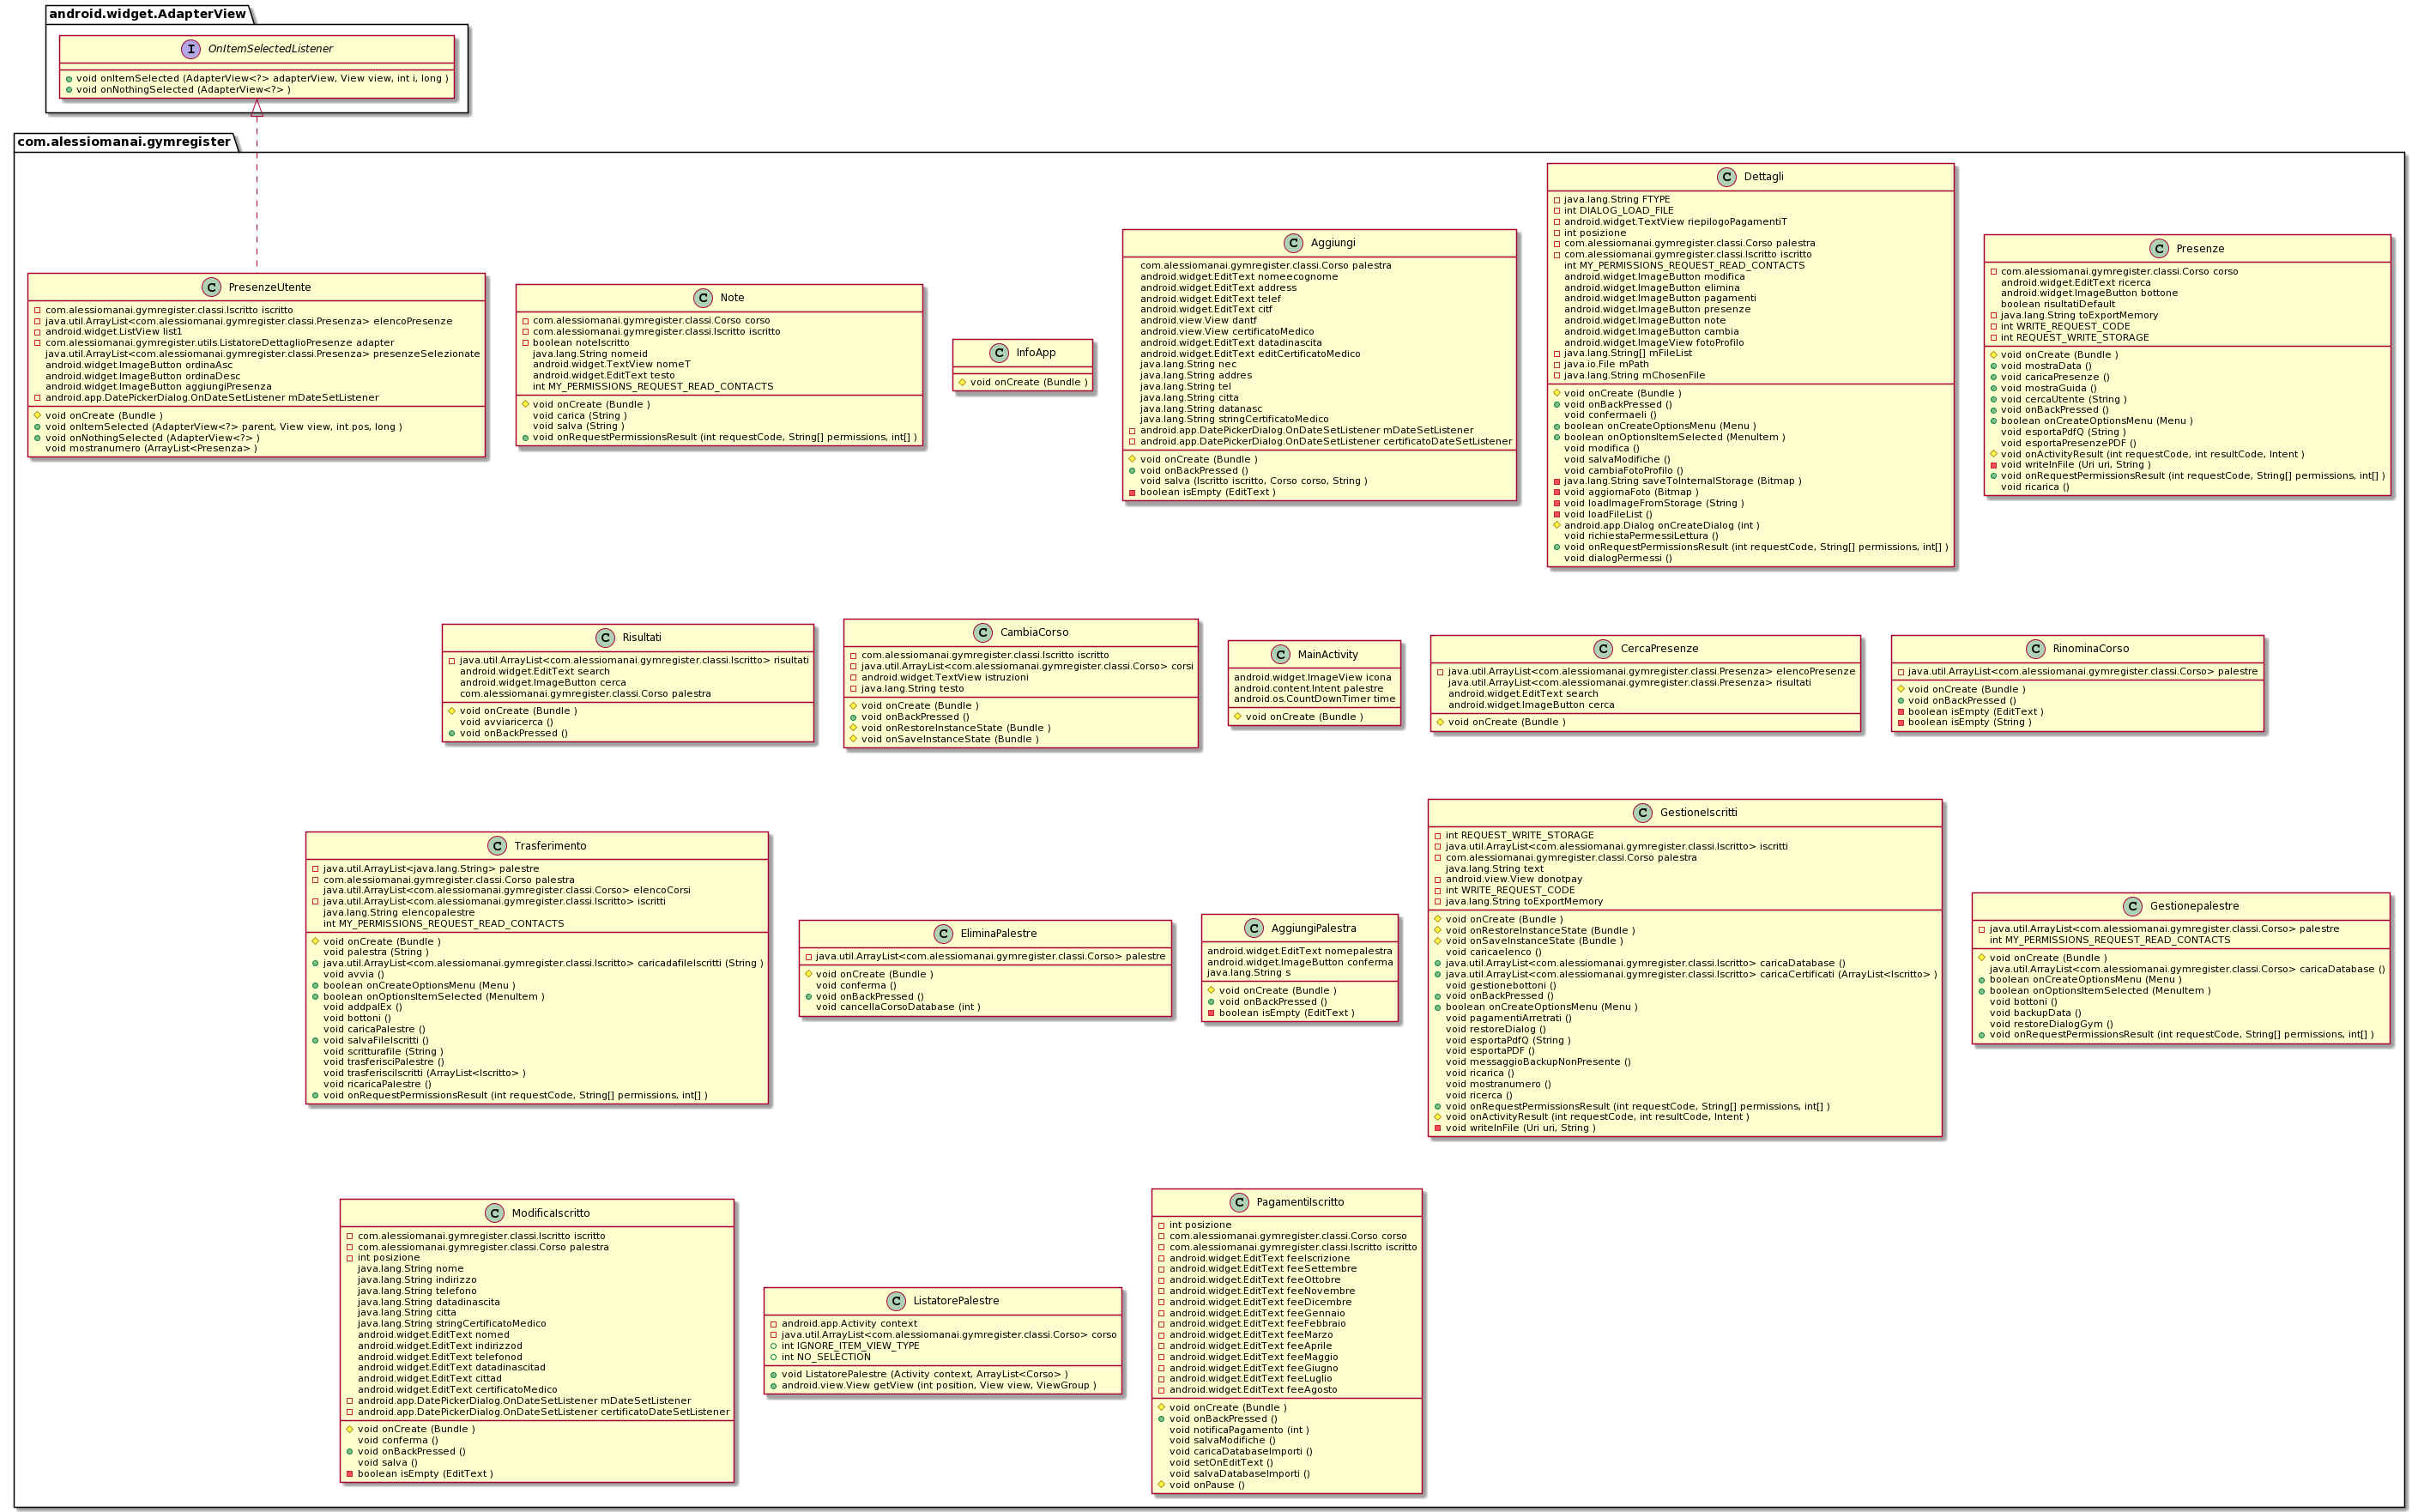 android.widget.AdapterView
I OnItemSelectedListener
void onItemSelected (AdapterView<?> adapterView, View view, int i, long )
void onNothingSelected (AdapterView<?> )
com.alessiomanai.gymregister
C PresenzeUtente
com.alessiomanai.gymregister.classi.Iscritto iscritto
java.util.ArrayList<com.alessiomanai.gymregister.classi.Presenza> elencoPresenze
android.widget.ListView list1
com.alessiomanai.gymregister.utils.ListatoreDettaglioPresenze adapter
java.util.ArrayList<com.alessiomanai.gymregister.classi.Presenza> presenzeSelezionate
android.widget.ImageButton ordinaAsc
android.widget.ImageButton ordinaDesc
android.widget.ImageButton aggiungiPresenza
android.app.DatePickerDialog.OnDateSetListener mDateSetListener
void onCreate (Bundle )
void onItemSelected (AdapterView<?> parent, View view, int pos, long )
void onNothingSelected (AdapterView<?> )
void mostranumero (ArrayList<Presenza> )
C Note
com.alessiomanai.gymregister.classi.Corso corso
com.alessiomanai.gymregister.classi.Iscritto iscritto
boolean noteIscritto
java.lang.String nomeid
android.widget.TextView nomeT
android.widget.EditText testo
int MY_PERMISSIONS_REQUEST_READ_CONTACTS
void onCreate (Bundle )
void carica (String )
void salva (String )
void onRequestPermissionsResult (int requestCode, String[] permissions, int[] )
C InfoApp
void onCreate (Bundle )
C Aggiungi
com.alessiomanai.gymregister.classi.Corso palestra
android.widget.EditText nomeecognome
android.widget.EditText address
android.widget.EditText telef
android.widget.EditText citf
android.view.View dantf
android.view.View certificatoMedico
android.widget.EditText datadinascita
android.widget.EditText editCertificatoMedico
java.lang.String nec
java.lang.String addres
java.lang.String tel
java.lang.String citta
java.lang.String datanasc
java.lang.String stringCertificatoMedico
android.app.DatePickerDialog.OnDateSetListener mDateSetListener
android.app.DatePickerDialog.OnDateSetListener certificatoDateSetListener
void onCreate (Bundle )
void onBackPressed ()
void salva (Iscritto iscritto, Corso corso, String )
boolean isEmpty (EditText )
C Dettagli
java.lang.String FTYPE
int DIALOG_LOAD_FILE
android.widget.TextView riepilogoPagamentiT
int posizione
com.alessiomanai.gymregister.classi.Corso palestra
com.alessiomanai.gymregister.classi.Iscritto iscritto
int MY_PERMISSIONS_REQUEST_READ_CONTACTS
android.widget.ImageButton modifica
android.widget.ImageButton elimina
android.widget.ImageButton pagamenti
android.widget.ImageButton presenze
android.widget.ImageButton note
android.widget.ImageButton cambia
android.widget.ImageView fotoProfilo
java.lang.String[] mFileList
java.io.File mPath
java.lang.String mChosenFile
void onCreate (Bundle )
void onBackPressed ()
void confermaeli ()
boolean onCreateOptionsMenu (Menu )
boolean onOptionsItemSelected (MenuItem )
void modifica ()
void salvaModifiche ()
void cambiaFotoProfilo ()
java.lang.String saveToInternalStorage (Bitmap )
void aggiornaFoto (Bitmap )
void loadImageFromStorage (String )
void loadFileList ()
android.app.Dialog onCreateDialog (int )
void richiestaPermessiLettura ()
void onRequestPermissionsResult (int requestCode, String[] permissions, int[] )
void dialogPermessi ()
C Presenze
com.alessiomanai.gymregister.classi.Corso corso
android.widget.EditText ricerca
android.widget.ImageButton bottone
boolean risultatiDefault
java.lang.String toExportMemory
int WRITE_REQUEST_CODE
int REQUEST_WRITE_STORAGE
void onCreate (Bundle )
void mostraData ()
void caricaPresenze ()
void mostraGuida ()
void cercaUtente (String )
void onBackPressed ()
boolean onCreateOptionsMenu (Menu )
void esportaPdfQ (String )
void esportaPresenzePDF ()
void onActivityResult (int requestCode, int resultCode, Intent )
void writeInFile (Uri uri, String )
void onRequestPermissionsResult (int requestCode, String[] permissions, int[] )
void ricarica ()
C Risultati
java.util.ArrayList<com.alessiomanai.gymregister.classi.Iscritto> risultati
android.widget.EditText search
android.widget.ImageButton cerca
com.alessiomanai.gymregister.classi.Corso palestra
void onCreate (Bundle )
void avviaricerca ()
void onBackPressed ()
C CambiaCorso
com.alessiomanai.gymregister.classi.Iscritto iscritto
java.util.ArrayList<com.alessiomanai.gymregister.classi.Corso> corsi
android.widget.TextView istruzioni
java.lang.String testo
void onCreate (Bundle )
void onBackPressed ()
void onRestoreInstanceState (Bundle )
void onSaveInstanceState (Bundle )
C MainActivity
android.widget.ImageView icona
android.content.Intent palestre
android.os.CountDownTimer time
void onCreate (Bundle )
C CercaPresenze
java.util.ArrayList<com.alessiomanai.gymregister.classi.Presenza> elencoPresenze
java.util.ArrayList<com.alessiomanai.gymregister.classi.Presenza> risultati
android.widget.EditText search
android.widget.ImageButton cerca
void onCreate (Bundle )
C RinominaCorso
java.util.ArrayList<com.alessiomanai.gymregister.classi.Corso> palestre
void onCreate (Bundle )
void onBackPressed ()
boolean isEmpty (EditText )
boolean isEmpty (String )
C Trasferimento
java.util.ArrayList<java.lang.String> palestre
com.alessiomanai.gymregister.classi.Corso palestra
java.util.ArrayList<com.alessiomanai.gymregister.classi.Corso> elencoCorsi
java.util.ArrayList<com.alessiomanai.gymregister.classi.Iscritto> iscritti
java.lang.String elencopalestre
int MY_PERMISSIONS_REQUEST_READ_CONTACTS
void onCreate (Bundle )
void palestra (String )
java.util.ArrayList<com.alessiomanai.gymregister.classi.Iscritto> caricadafileIscritti (String )
void avvia ()
boolean onCreateOptionsMenu (Menu )
boolean onOptionsItemSelected (MenuItem )
void addpalEx ()
void bottoni ()
void caricaPalestre ()
void salvaFileIscritti ()
void scritturafile (String )
void trasferisciPalestre ()
void trasferisciIscritti (ArrayList<Iscritto> )
void ricaricaPalestre ()
void onRequestPermissionsResult (int requestCode, String[] permissions, int[] )
C EliminaPalestre
java.util.ArrayList<com.alessiomanai.gymregister.classi.Corso> palestre
void onCreate (Bundle )
void conferma ()
void onBackPressed ()
void cancellaCorsoDatabase (int )
C AggiungiPalestra
android.widget.EditText nomepalestra
android.widget.ImageButton conferma
java.lang.String s
void onCreate (Bundle )
void onBackPressed ()
boolean isEmpty (EditText )
C GestioneIscritti
int REQUEST_WRITE_STORAGE
java.util.ArrayList<com.alessiomanai.gymregister.classi.Iscritto> iscritti
com.alessiomanai.gymregister.classi.Corso palestra
java.lang.String text
android.view.View donotpay
int WRITE_REQUEST_CODE
java.lang.String toExportMemory
void onCreate (Bundle )
void onRestoreInstanceState (Bundle )
void onSaveInstanceState (Bundle )
void caricaelenco ()
java.util.ArrayList<com.alessiomanai.gymregister.classi.Iscritto> caricaDatabase ()
java.util.ArrayList<com.alessiomanai.gymregister.classi.Iscritto> caricaCertificati (ArrayList<Iscritto> )
void gestionebottoni ()
void onBackPressed ()
boolean onCreateOptionsMenu (Menu )
void pagamentiArretrati ()
void restoreDialog ()
void esportaPdfQ (String )
void esportaPDF ()
void messaggioBackupNonPresente ()
void ricarica ()
void mostranumero ()
void ricerca ()
void onRequestPermissionsResult (int requestCode, String[] permissions, int[] )
void onActivityResult (int requestCode, int resultCode, Intent )
void writeInFile (Uri uri, String )
C Gestionepalestre
java.util.ArrayList<com.alessiomanai.gymregister.classi.Corso> palestre
int MY_PERMISSIONS_REQUEST_READ_CONTACTS
void onCreate (Bundle )
java.util.ArrayList<com.alessiomanai.gymregister.classi.Corso> caricaDatabase ()
boolean onCreateOptionsMenu (Menu )
boolean onOptionsItemSelected (MenuItem )
void bottoni ()
void backupData ()
void restoreDialogGym ()
void onRequestPermissionsResult (int requestCode, String[] permissions, int[] )
C ModificaIscritto
com.alessiomanai.gymregister.classi.Iscritto iscritto
com.alessiomanai.gymregister.classi.Corso palestra
int posizione
java.lang.String nome
java.lang.String indirizzo
java.lang.String telefono
java.lang.String datadinascita
java.lang.String citta
java.lang.String stringCertificatoMedico
android.widget.EditText nomed
android.widget.EditText indirizzod
android.widget.EditText telefonod
android.widget.EditText datadinascitad
android.widget.EditText cittad
android.widget.EditText certificatoMedico
android.app.DatePickerDialog.OnDateSetListener mDateSetListener
android.app.DatePickerDialog.OnDateSetListener certificatoDateSetListener
void onCreate (Bundle )
void conferma ()
void onBackPressed ()
void salva ()
boolean isEmpty (EditText )
C ListatorePalestre
android.app.Activity context
java.util.ArrayList<com.alessiomanai.gymregister.classi.Corso> corso
int IGNORE_ITEM_VIEW_TYPE
int NO_SELECTION
void ListatorePalestre (Activity context, ArrayList<Corso> )
android.view.View getView (int position, View view, ViewGroup )
C PagamentiIscritto
int posizione
com.alessiomanai.gymregister.classi.Corso corso
com.alessiomanai.gymregister.classi.Iscritto iscritto
android.widget.EditText feeIscrizione
android.widget.EditText feeSettembre
android.widget.EditText feeOttobre
android.widget.EditText feeNovembre
android.widget.EditText feeDicembre
android.widget.EditText feeGennaio
android.widget.EditText feeFebbraio
android.widget.EditText feeMarzo
android.widget.EditText feeAprile
android.widget.EditText feeMaggio
android.widget.EditText feeGiugno
android.widget.EditText feeLuglio
android.widget.EditText feeAgosto
void onCreate (Bundle )
void onBackPressed ()
void notificaPagamento (int )
void salvaModifiche ()
void caricaDatabaseImporti ()
void setOnEditText ()
void salvaDatabaseImporti ()
void onPause ()